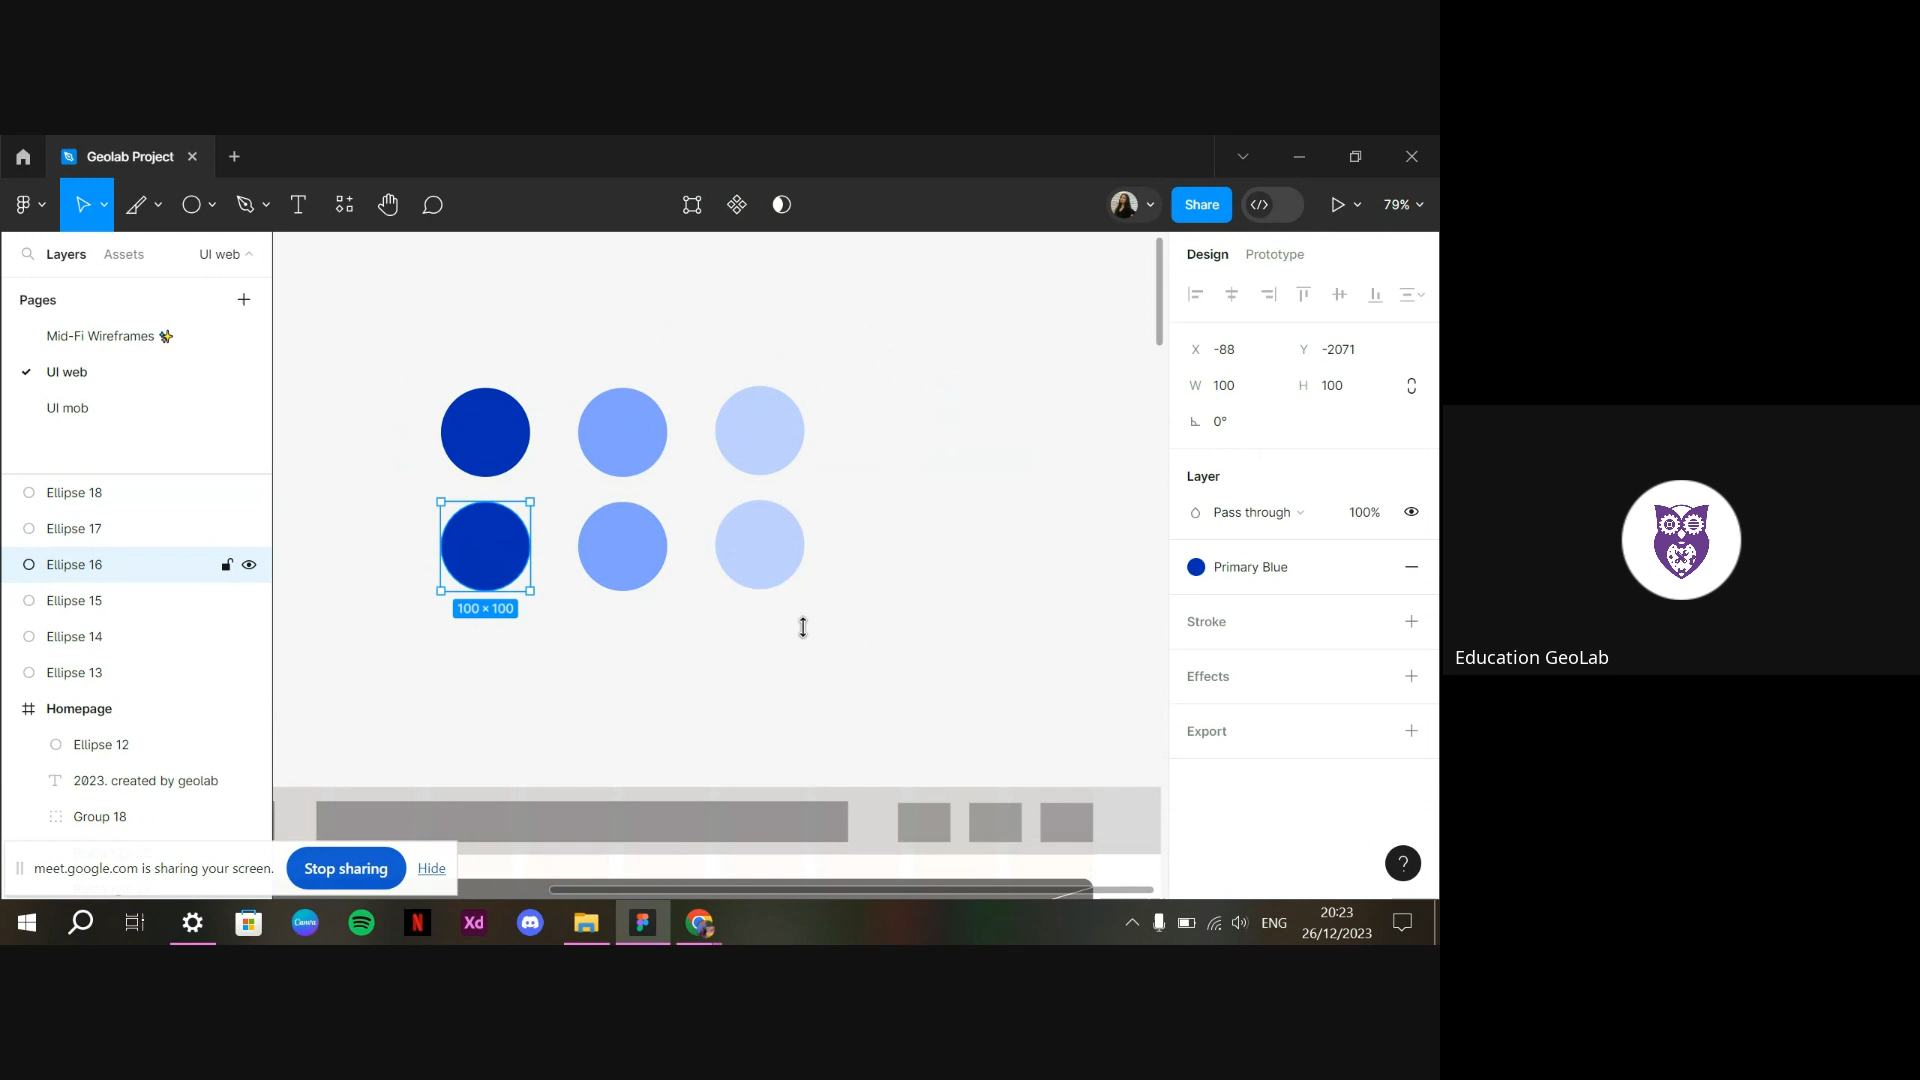 Geolab Project
Share
79%
Layers
Assets
UI web
Pages
Mid-Fi Wireframes ✨
UI web
UI mob
Ellipse 18
Ellipse 17
Ellipse 16
Ellipse 15
Ellipse 14
Ellipse 13
Homepage
Ellipse 12
2023. created by geolab
Group 18
100 × 100
Design
Prototype
X -88
Y -2071
W 100
H 100
0°
Layer
Pass through
100%
Primary Blue
Stroke
Effects
Export
?
meet.google.com is sharing your screen.
Stop sharing
Hide
Canva
N
Xd
ENG
20:23
26/12/2023
Education GeoLab